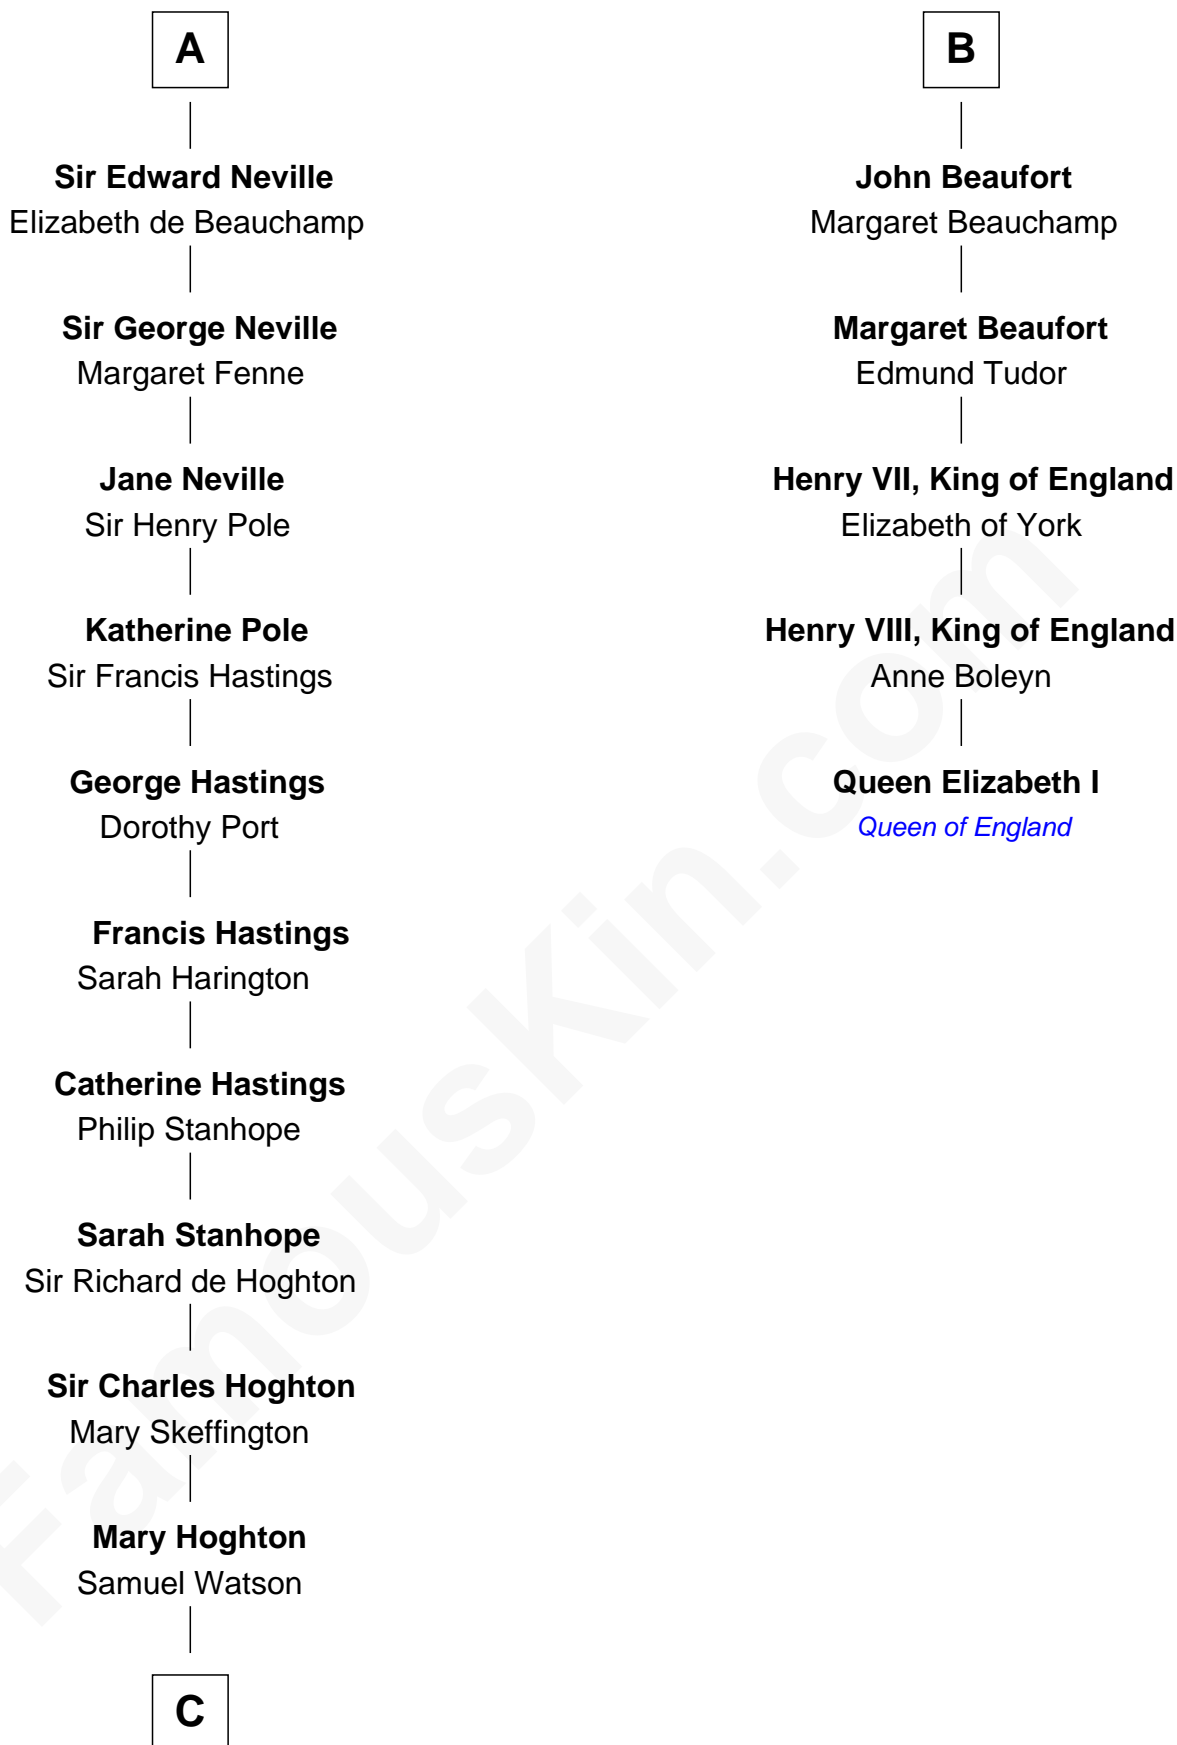 A
Sir Edward Neville
Elizabeth de Beauchamp
Sir George Neville
Margaret Fenne
Jane Neville
Sir Henry Pole
Katherine Pole
Sir Francis Hastings
George Hastings
Dorothy Port
Francis Hastings
Sarah Harington
Catherine Hastings
Philip Stanhope
Sarah Stanhope
Sir Richard de Hoghton
Sir Charles Hoghton
Mary Skeffington
Mary Hoghton
Samuel Watson
C
B
John Beaufort
Margaret Beauchamp
Margaret Beaufort
Edmund Tudor
Henry VII, King of England
Elizabeth of York
Henry VIII, King of England
Anne Boleyn
Queen Elizabeth I
Queen of England
FamousKin.com